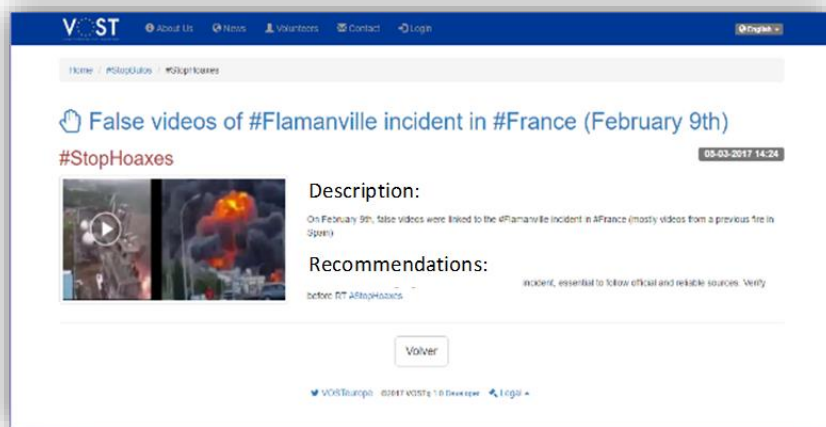 VOST About Us News Volunteers Contact Login English
Home / #StopBulos / #StopHoaxes
False videos of #Flamanville incident in #France (February 9th)
#StopHoaxes
05-03-2017 14:24
Description:
On February 9th, false videos were linked to the #Flamanville incident in #France (mostly videos from a previous fire in
Spain)
Recommendations:
incident, essential to follow official and reliable sources. Verify
before RT #StopHoaxes
Volver
VOSTeurope ©2017 1.0 Developer Legal